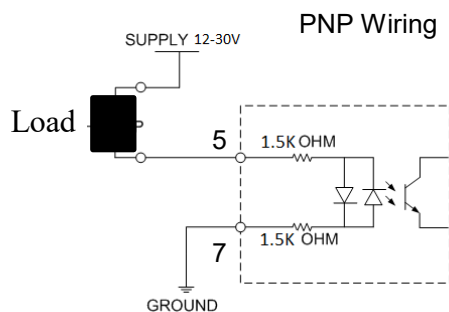 PNP Wiring
SUPPLY 12-30V
Load
5
1.5K OHM
7
1.5K OHM
GROUND